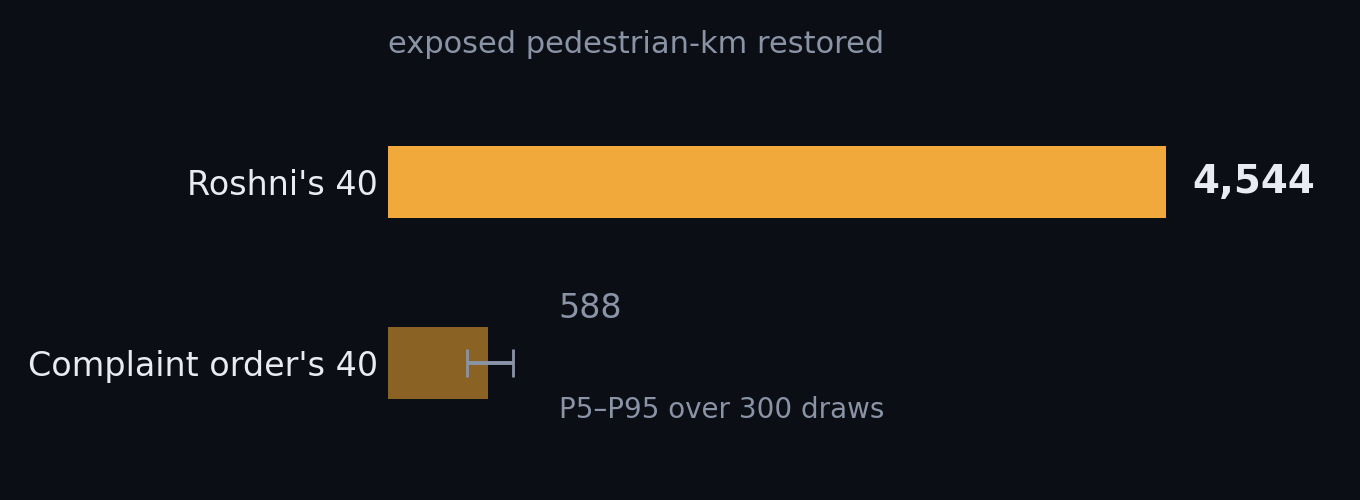 exposed pedestrian-km restored
Roshni's 40
4,544
588
Complaint order's 40
P5–P95 over 300 draws